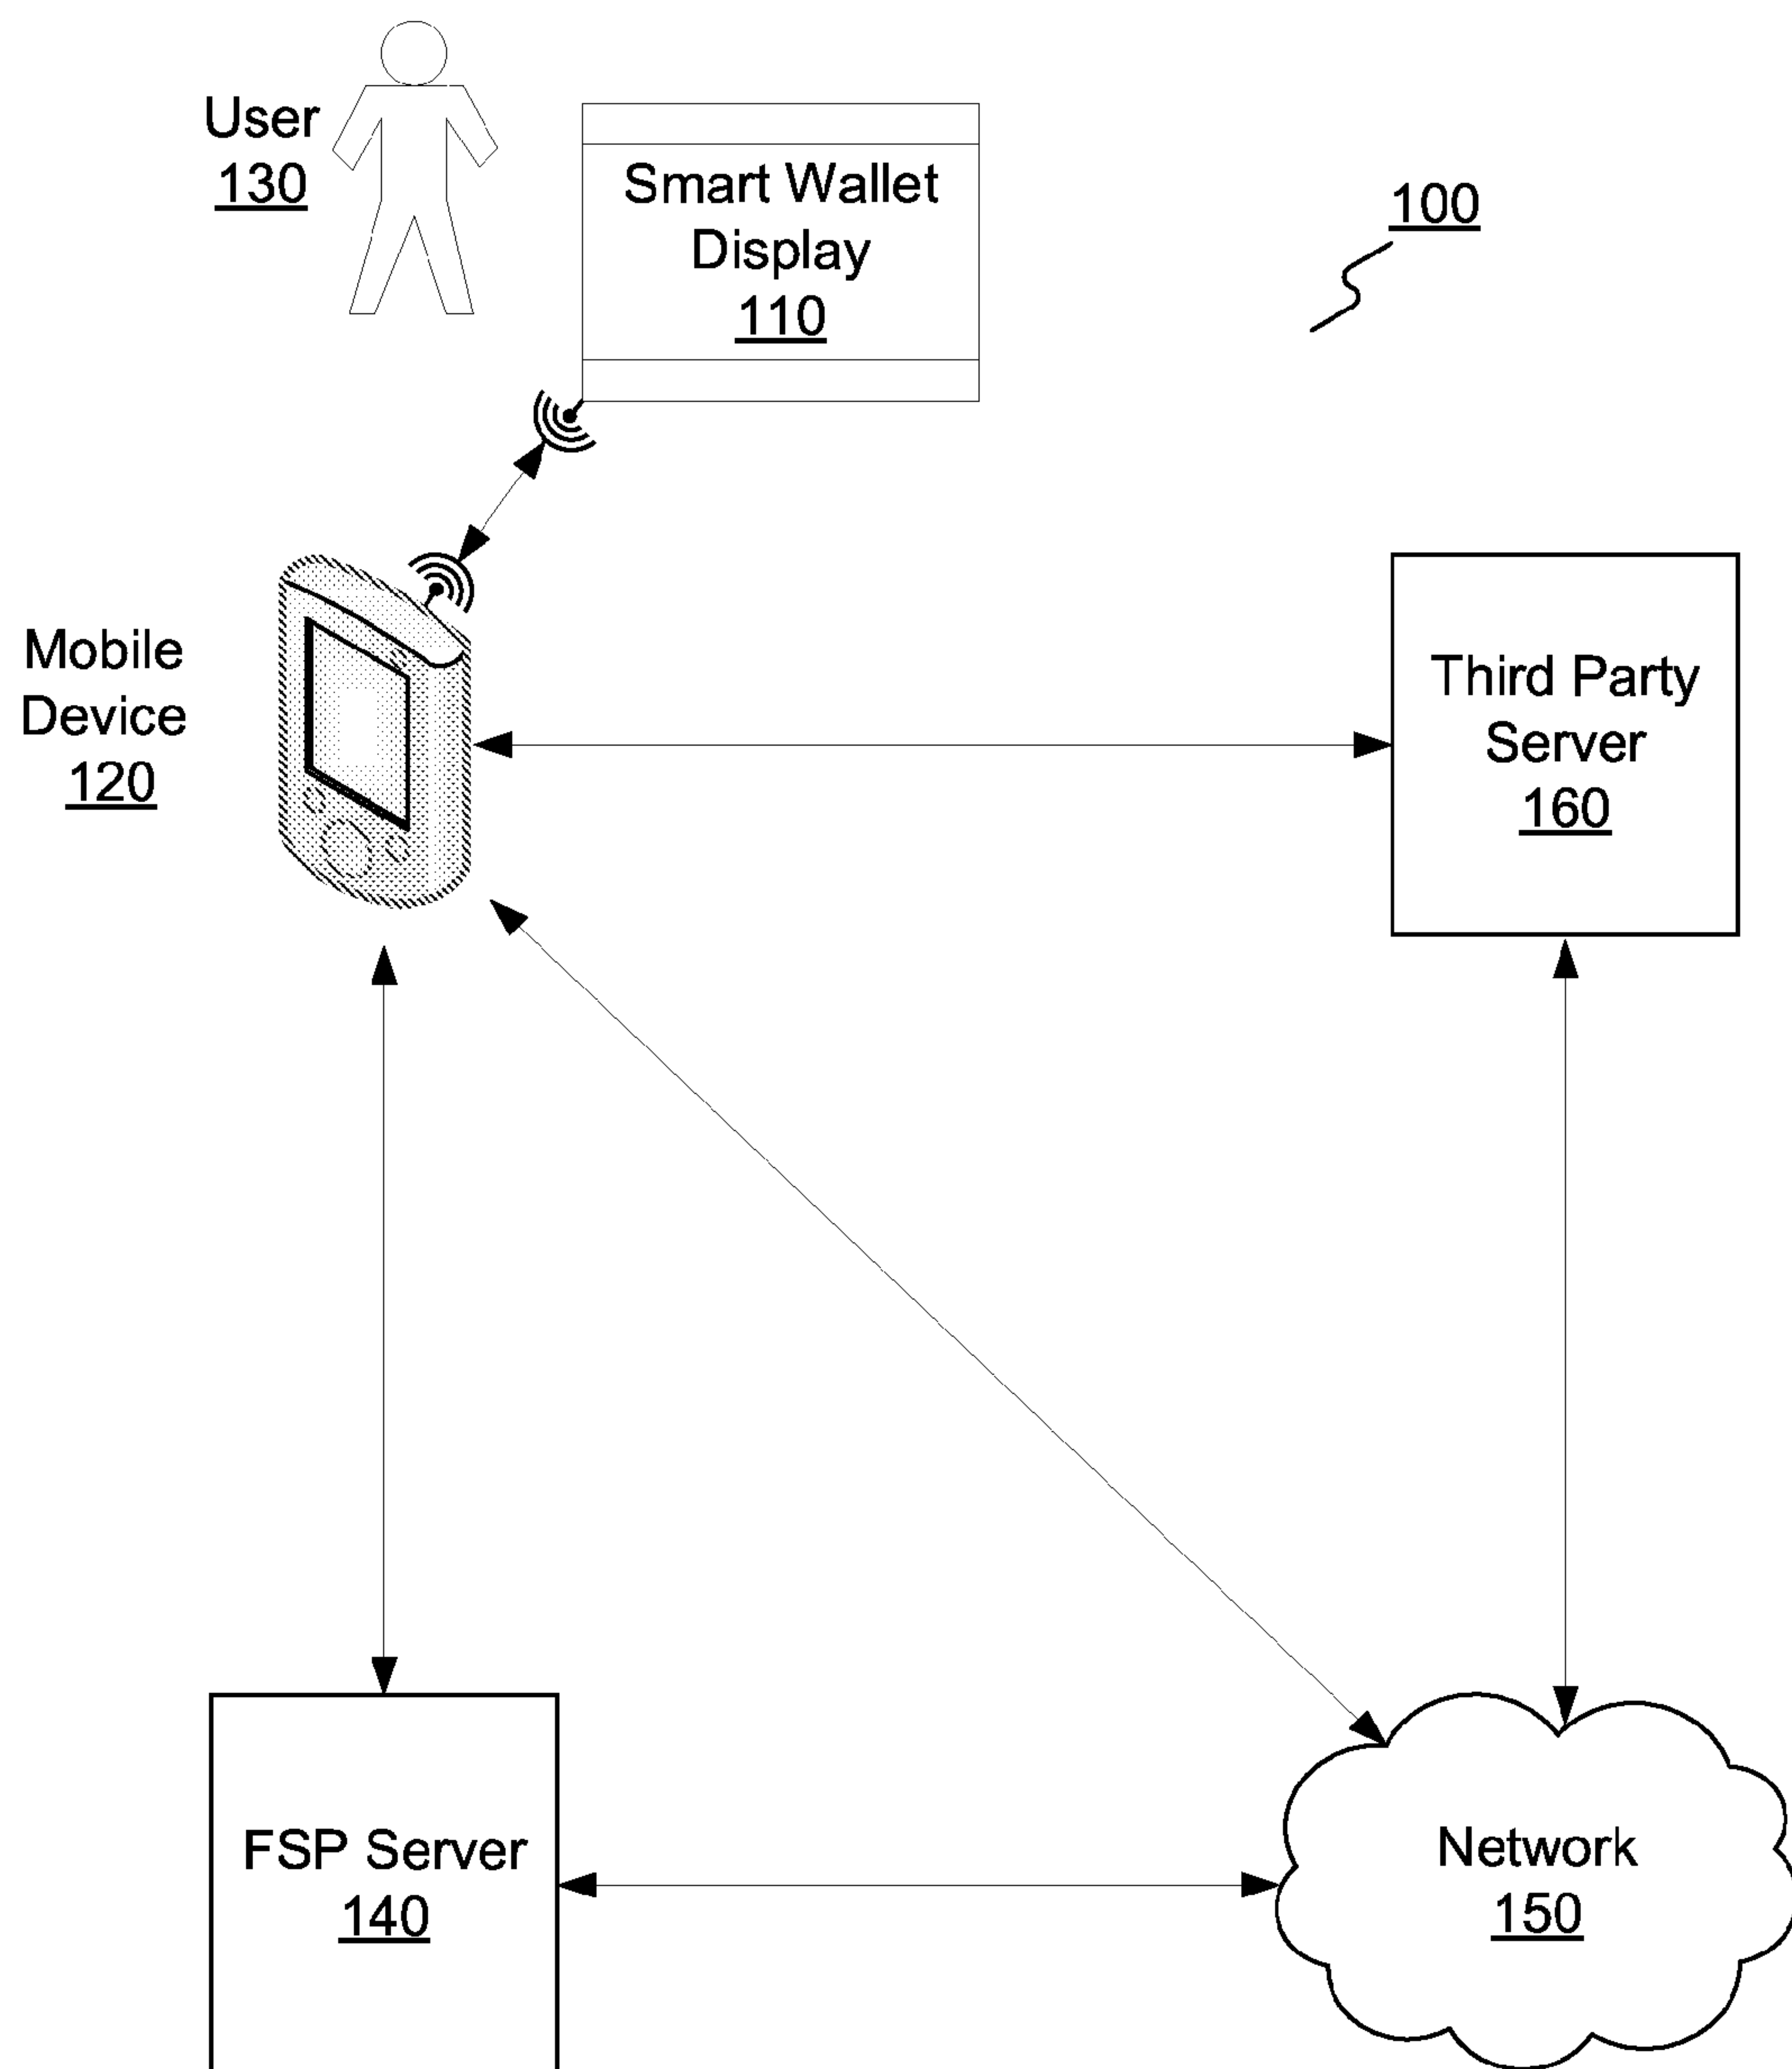 User
130
Smart Wallet
Display
110
100
Mobile
Device
120
Third Party
Server
160
FSP Server
140
Network
150